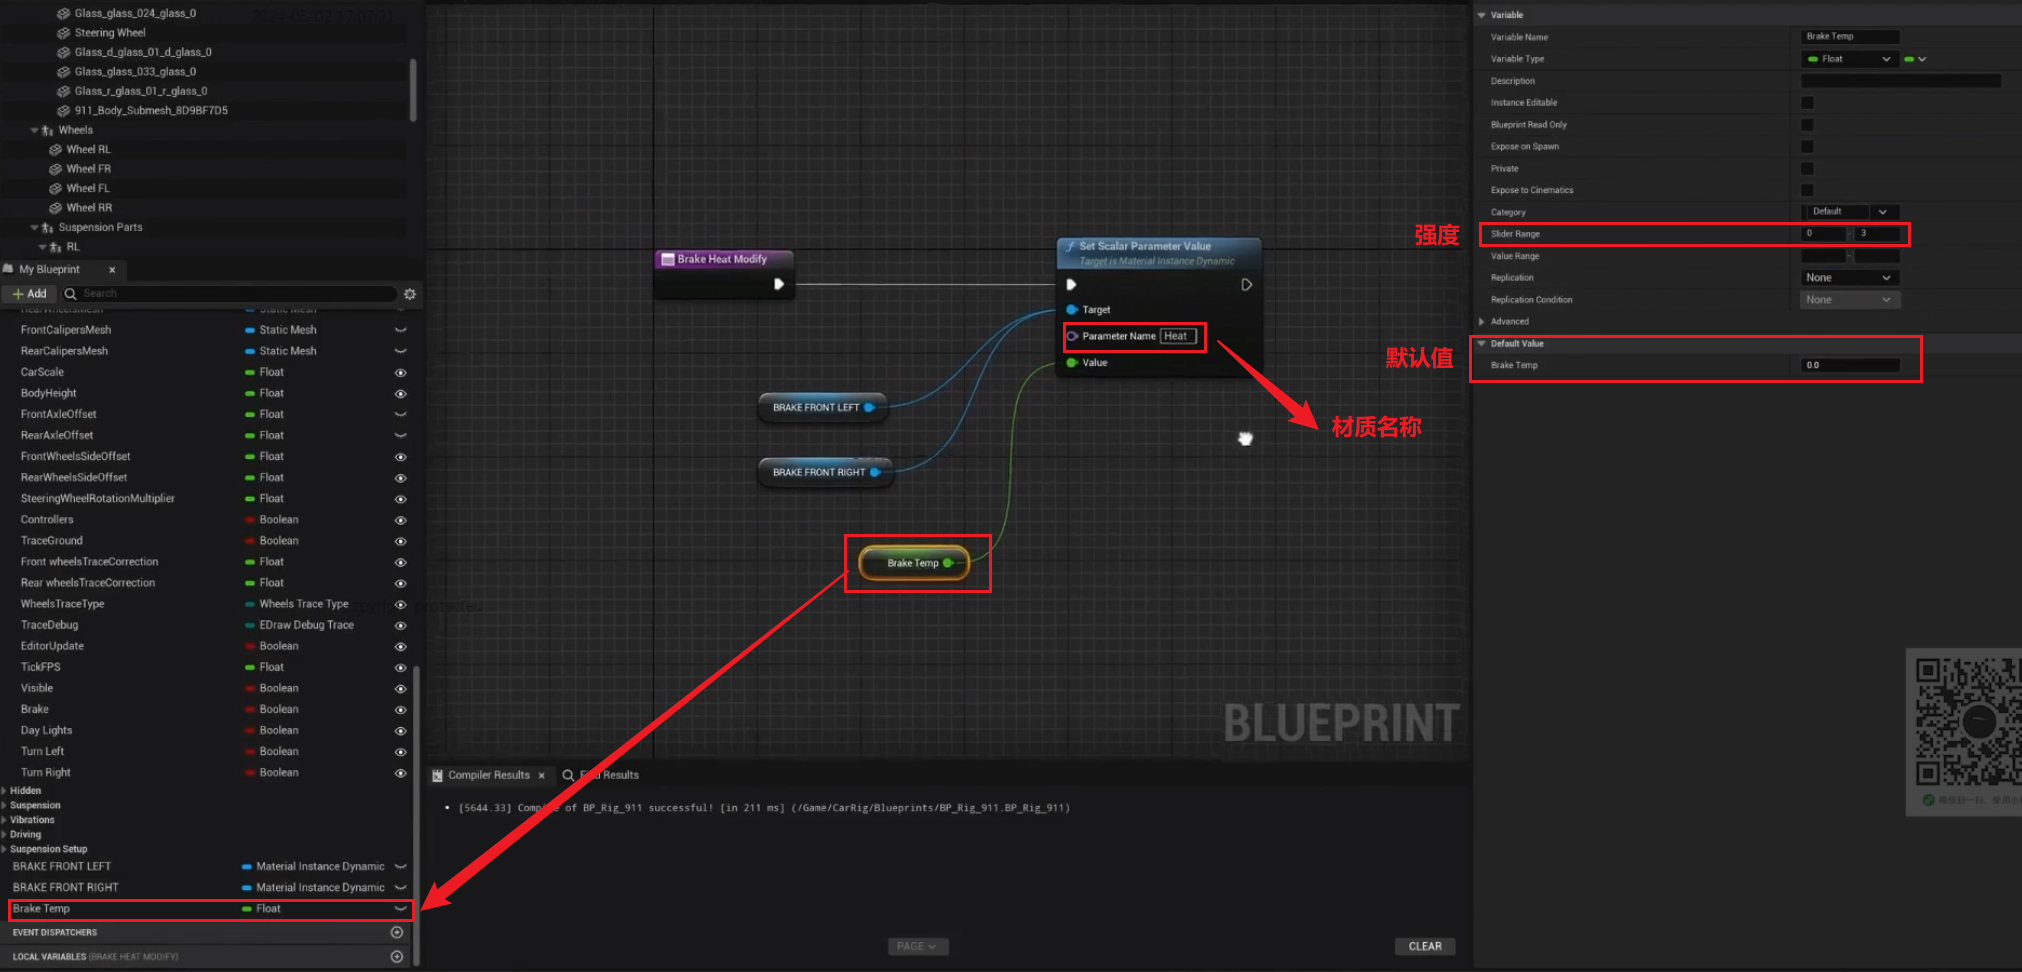 Glass_glass_024_glass_0
Steering Wheel
Glass_d_glass_01_d_glass_0
Glass_glass_033_glass_0
Glass_r_glass_01_r_glass_0
911_Body_Submesh_8D9BF7D5
Wheels
Wheel RL
Wheel FR
Wheel FL
Wheel RR
Suspension Parts
RL
My Blueprint
+ Add
Search
RearWheelsMesh Static Mesh
FrontCalipersMesh Static Mesh
RearCalipersMesh Static Mesh
CarScale Float
BodyHeight Float
FrontAxleOffset Float
RearAxleOffset Float
FrontWheelsSideOffset Float
RearWheelsSideOffset Float
SteeringWheelRotationMultiplier Float
Controllers Boolean
TraceGround Boolean
Front wheelsTraceCorrection Float
Rear wheelsTraceCorrection Float
WheelsTraceType Wheels Trace Type
TraceDebug EDraw Debug Trace
EditorUpdate Boolean
TickFPS Float
Visible Boolean
Brake Boolean
Day Lights Boolean
Turn Left Boolean
Turn Right Boolean
Hidden
Suspension
Vibrations
Driving
Suspension Setup
BRAKE FRONT LEFT Material Instance Dynamic
BRAKE FRONT RIGHT Material Instance Dynamic
Brake Temp Float
EVENT DISPATCHERS
LOCAL VARIABLES (BRAKE HEAT MODIFY)
Brake Heat Modify
Set Scalar Parameter Value
Target is Material Instance Dynamic
Target
Parameter Name Heat
Value
BRAKE FRONT LEFT
BRAKE FRONT RIGHT
Brake Temp
材质名称
强度
默认值
BLUEPRINT
Compiler Results
Results
[5644.33] of BP_Rig_911 successful! [in 211 ms] (/Game/CarRig/Blueprints/BP_Rig_911.BP_Rig_911)
PAGE
CLEAR
Variable
Variable Name Brake Temp
Variable Type Float
Description
Instance Editable
Blueprint Read Only
Expose on Spawn
Private
Expose to Cinematics
Category Default
Slider Range 0 - 3
Value Range -
Replication None
Replication Condition None
Advanced
Default Value
Brake Temp 0.0